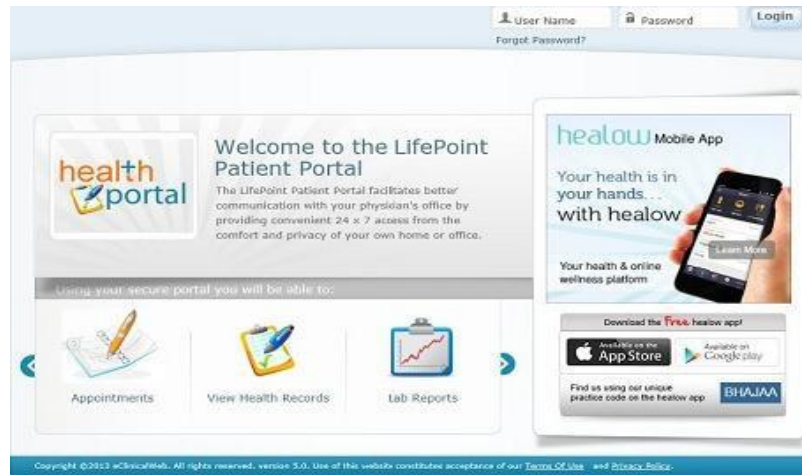 User Name
Password
Login
Forgot Password?
health
portal
Welcome to the LifePoint
Patient Portal
The LifePoint Patient Portal facilitates better
communication with your physician's office by
providing convenient 24 x 7 access from the
comfort and privacy of your own home or office.
Using your secure portal you will be able to:
Appointments
View Health Records
Lab Reports
healow Mobile App
Your health is in
your hands...
with healow
Learn More
Your health & online
wellness platform
Download the Free healow app!
Available on the
App Store
Available on
Google play
Find us using our unique
practice code on the healow app
BHAJAA
Copyright ©2013 eClinicalWeb. All rights reserved. version 5.0. Use of this website constitutes acceptance of our Terms Of Use and Privacy Policy.